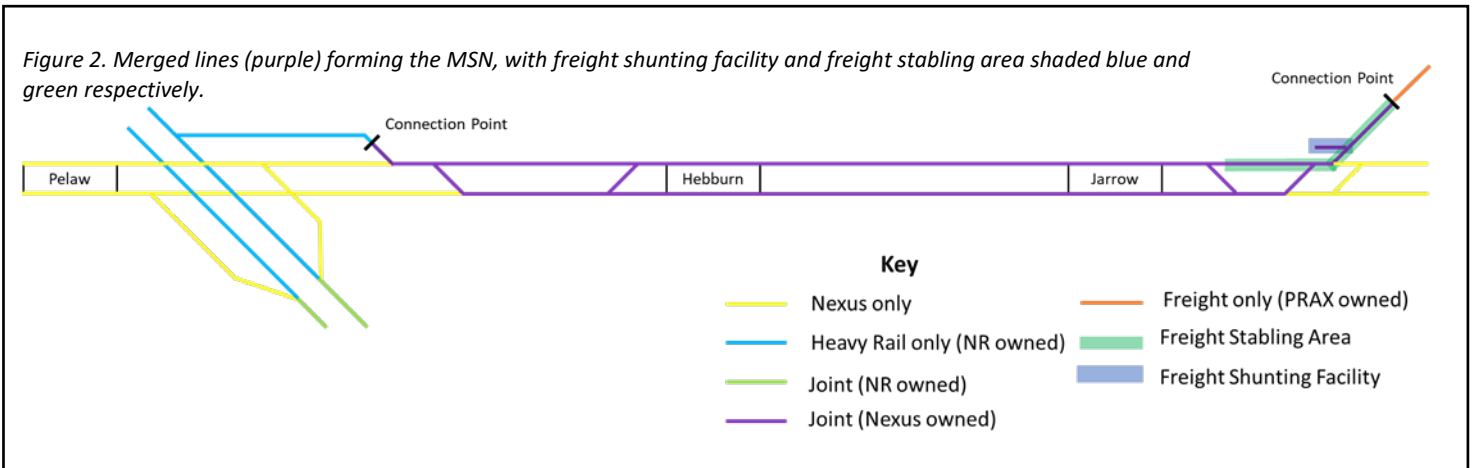 Figure 2. Merged lines (purple) forming the MSN, with freight shunting facility and freight stabling area shaded blue and
green respectively.
Connection Point
Connection Point
Pelaw
Hebburn
Jarrow
Key
Nexus only
Heavy Rail only (NR owned)
Joint (NR owned)
Joint (Nexus owned)
Freight only (PRAX owned)
Freight Stabling Area
Freight Shunting Facility